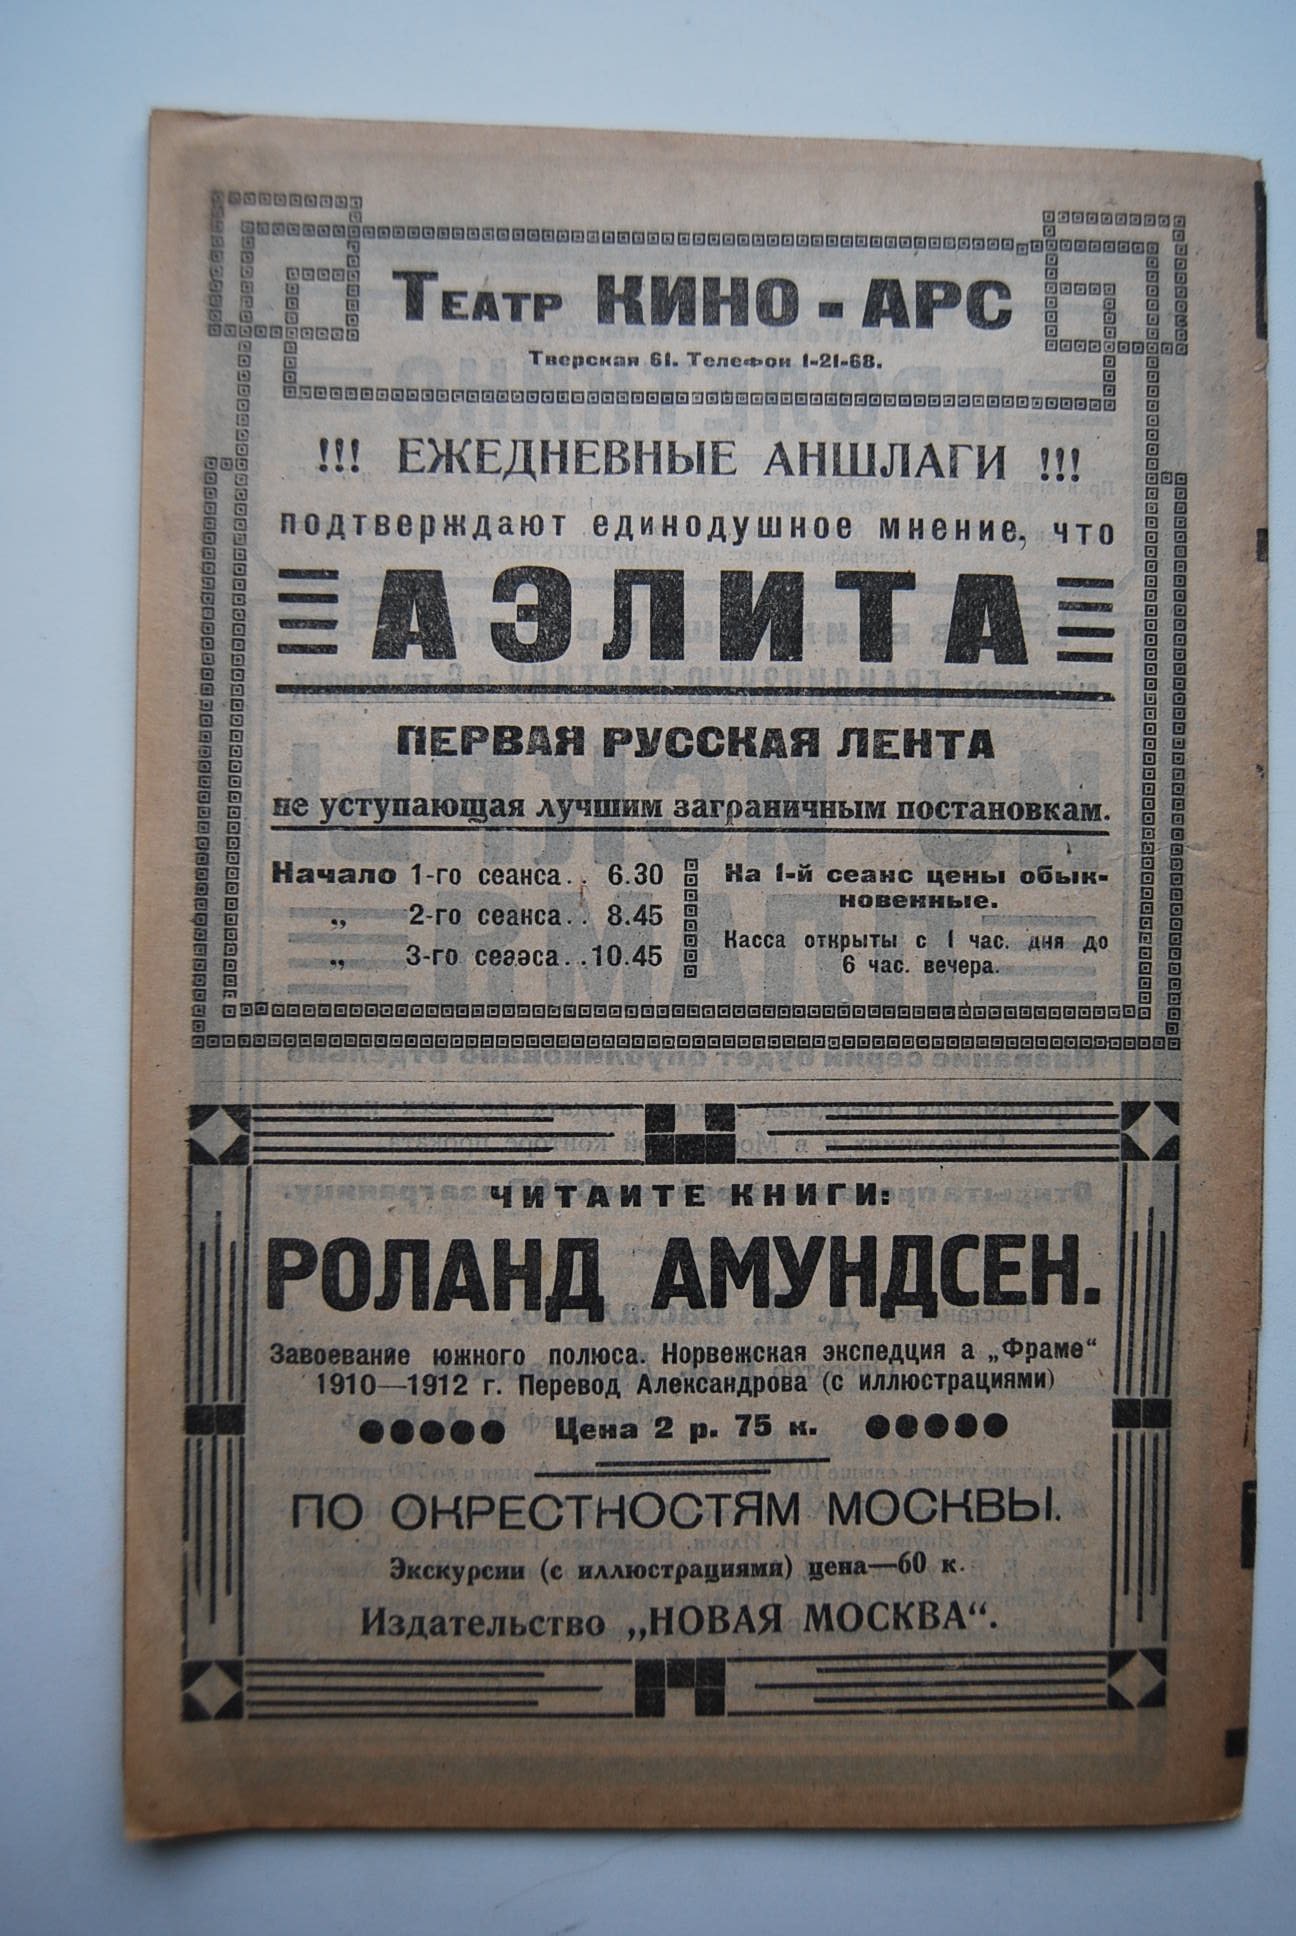 Театр КИНО - АРС
Тверская 61. Телефон 1-21-68.
!!! ЕЖЕДНЕВНЫЕ АНШЛАГИ !!!
подтверждают единодушное мнение, что
АЭЛИТА
ПЕРВАЯ РУССКАЯ ЛЕНТА
не уступающая лучшим заграничным постановкам.
Начало 1-го сеанса.. 6.30
„ 2-го сеанса.. 8.45
„ 3-го сеанса..10.45
На 1-й сеанс цены обык-
новенные.
Касса открыты с 1 час. дня до
6 час. вечера.
ЧИТАИТЕ КНИГИ:
РОЛАНД АМУНДСЕН.
Завоевание южного полюса. Норвежская экспедция а „Фраме“
1910—1912 г. Перевод Александрова (с иллюстрациями)
Цена 2 р. 75 к.
ПО ОКРЕСТНОСТЯМ МОСКВЫ.
Экскурсии (с иллюстрациями) цена—60 к.
Издательство „НОВАЯ МОСКВА“.